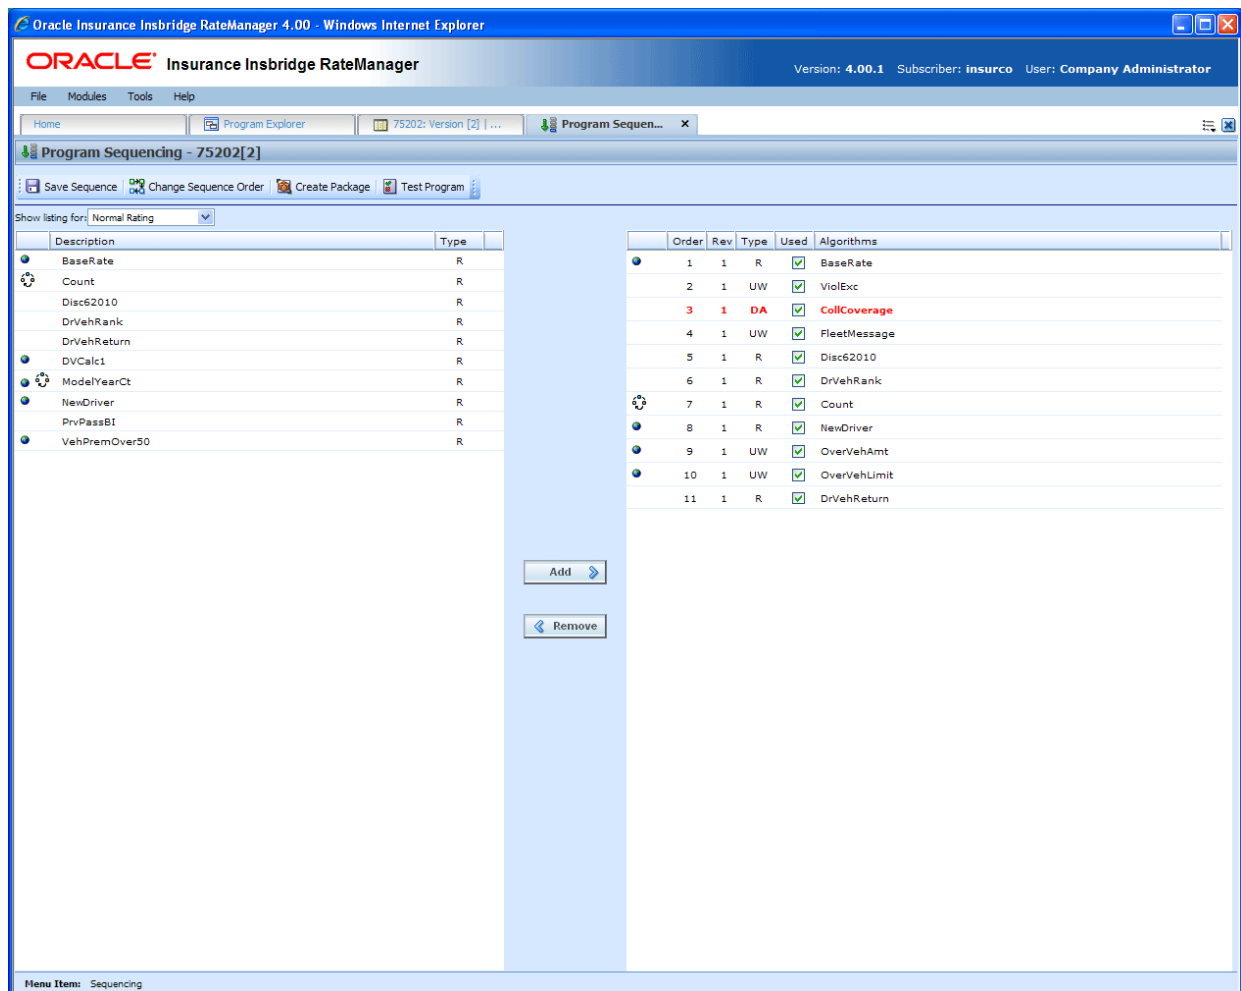 Oracle Insurance Insbridge RateManager 4.00 - Windows Internet Explorer
ORACLE Insurance Insbridge RateManager
Version: 4.00.1 Subscriber: insurco User: Company Administrator
File Modules Tools Help
Home Program Explorer 75202: Version [2] | ... Program Sequen... X
Program Sequencing - 75202[2]
Save Sequence Change Sequence Order Create Package Test Program
Show listing for: Normal Rating
Description Type
BaseRate R
Count R
Disc62010 R
DrVehRank R
DrVehReturn R
DVCalc1 R
ModelYearCt R
NewDriver R
PrvPassBI R
VehPremOver50 R
Add
Remove
Order Rev Type Used Algorithms
1 1 R BaseRate
2 1 UW ViolExc
3 1 DA CollCoverage
4 1 UW FleetMessage
5 1 R Disc62010
6 1 R DrVehRank
7 1 R Count
8 1 R NewDriver
9 1 UW OverVehAmt
10 1 UW OverVehLimit
11 1 R DrVehReturn
Menu Item: Sequencing